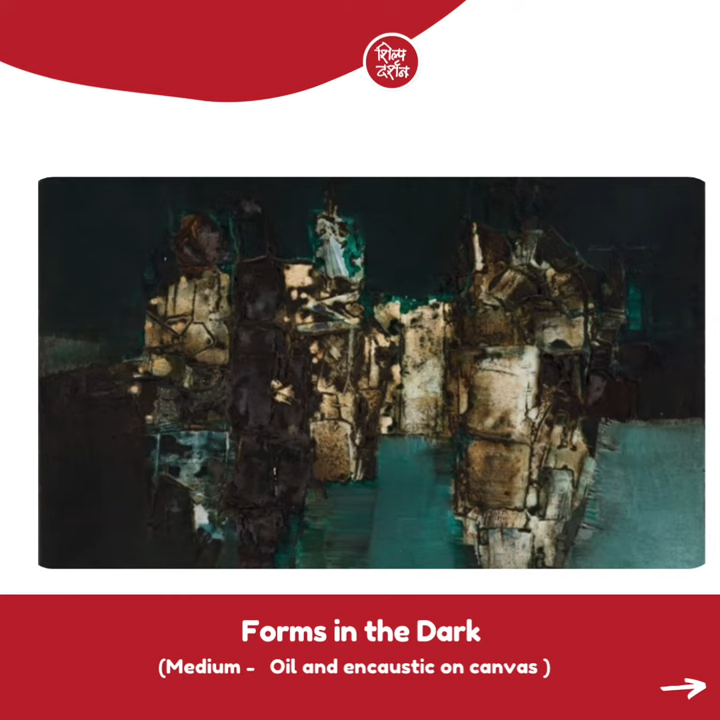 शिल्प
दर्शन
Forms in the Dark
(Medium -  Oil and encaustic on canvas )